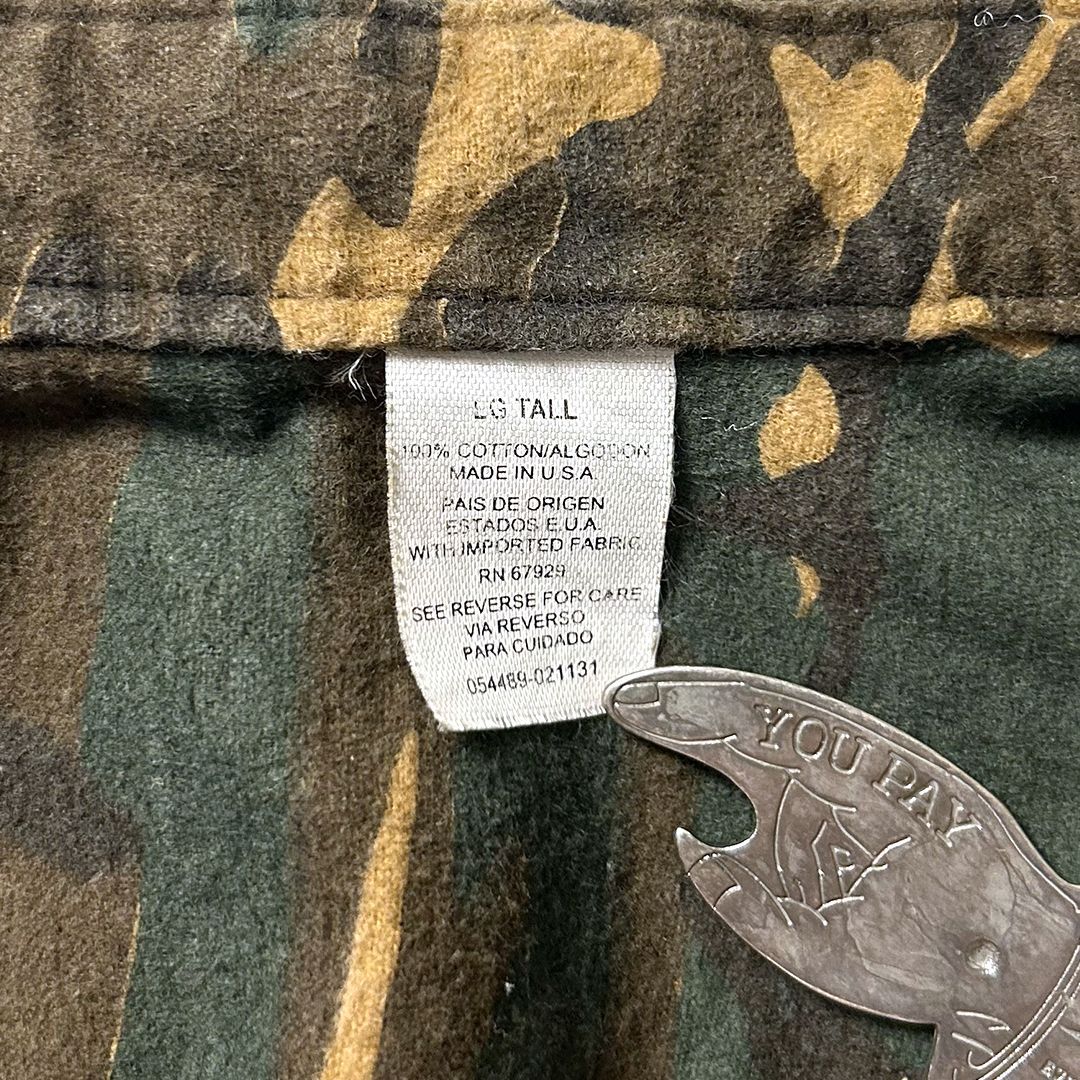 LG TALL
100% COTTON/ALGODON
MADE IN U.S.A
PAIS DE ORIGEN
ESTADOS E.U.A.
WITH IMPORTED FABRIC
RN 67929
SEE REVERSE FOR CARE
VIA REVERSO
PARA CUIDADO
054489-021131
YOU PAY